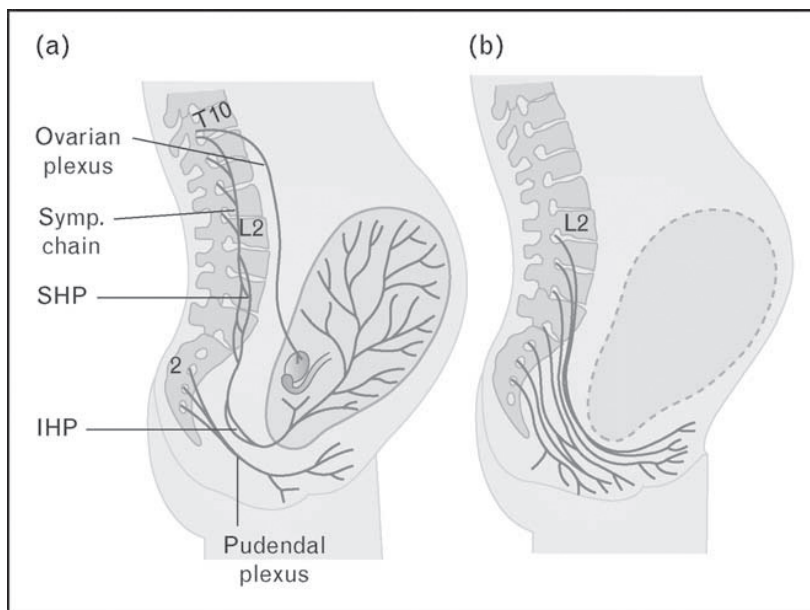 (a)
T10
Ovarian
plexus
Symp.
chain
L2
SHP
2
IHP
Pudendal
plexus
(b)
L2